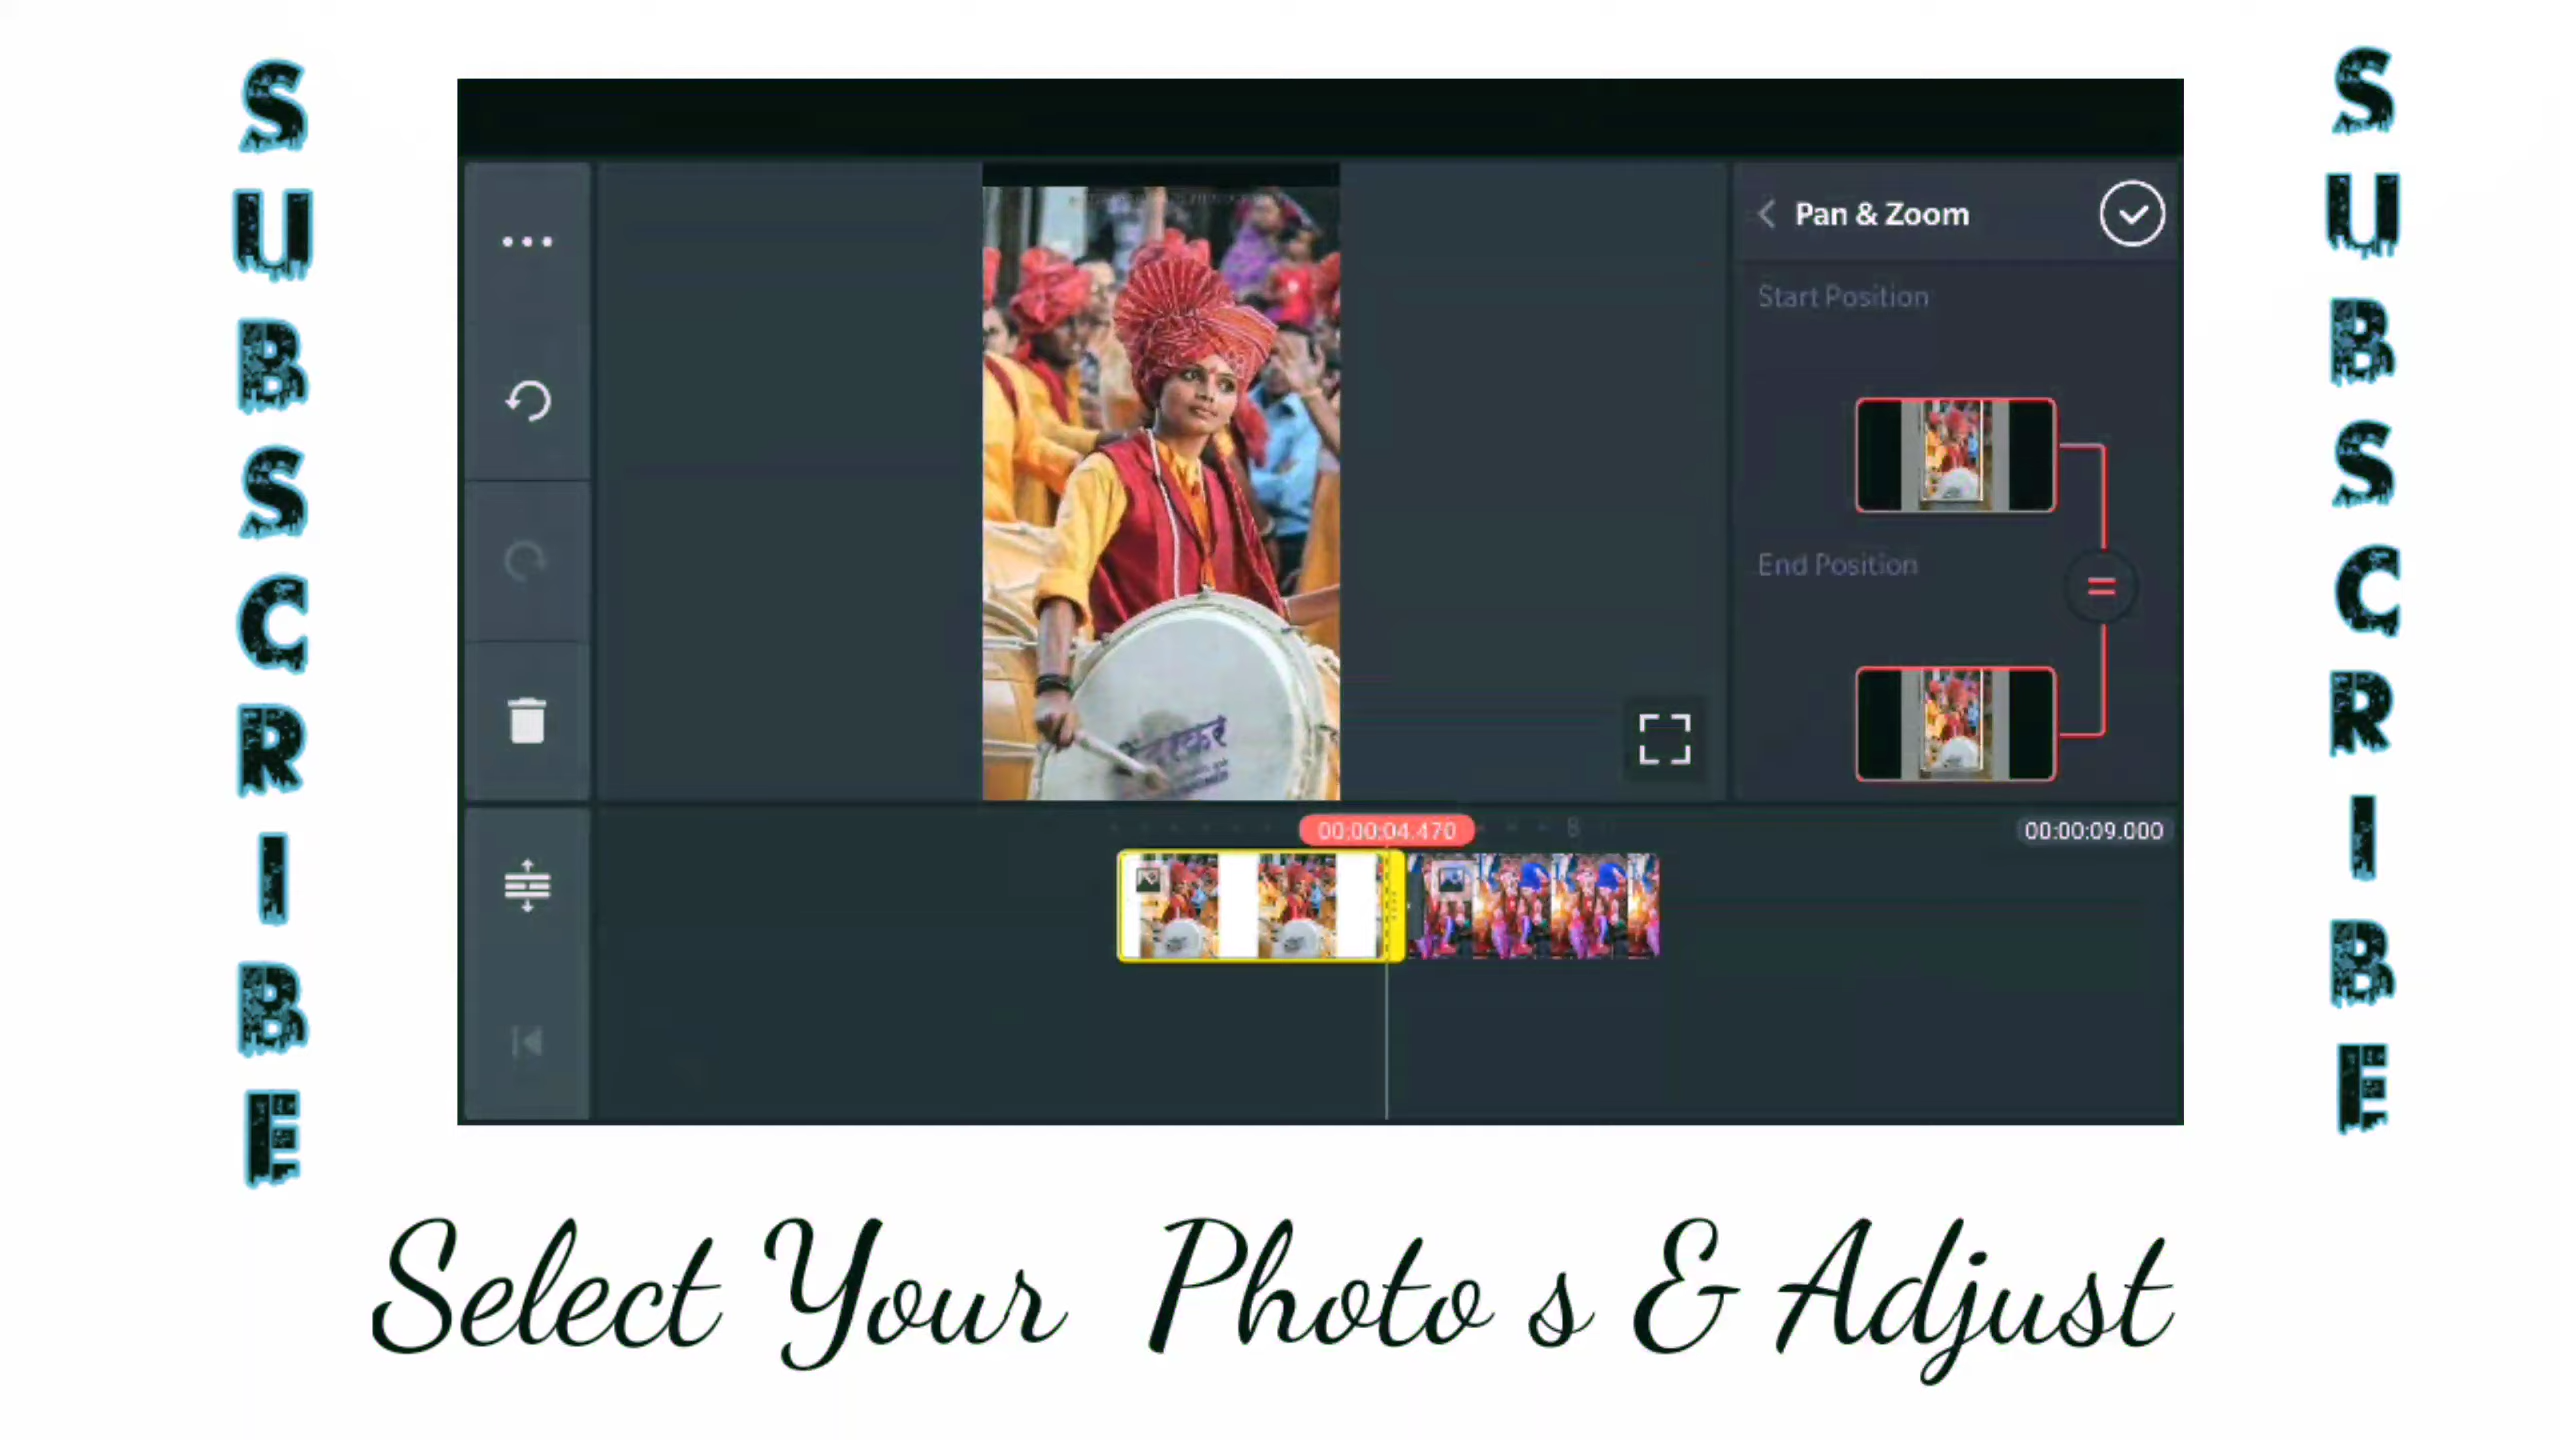 SUBSCRIBE
Pan & Zoom
Start Position
End Position
00:00:04.470
8
00:00:09.000
SUBSCRIBE
Select Your Photo s & Adjust